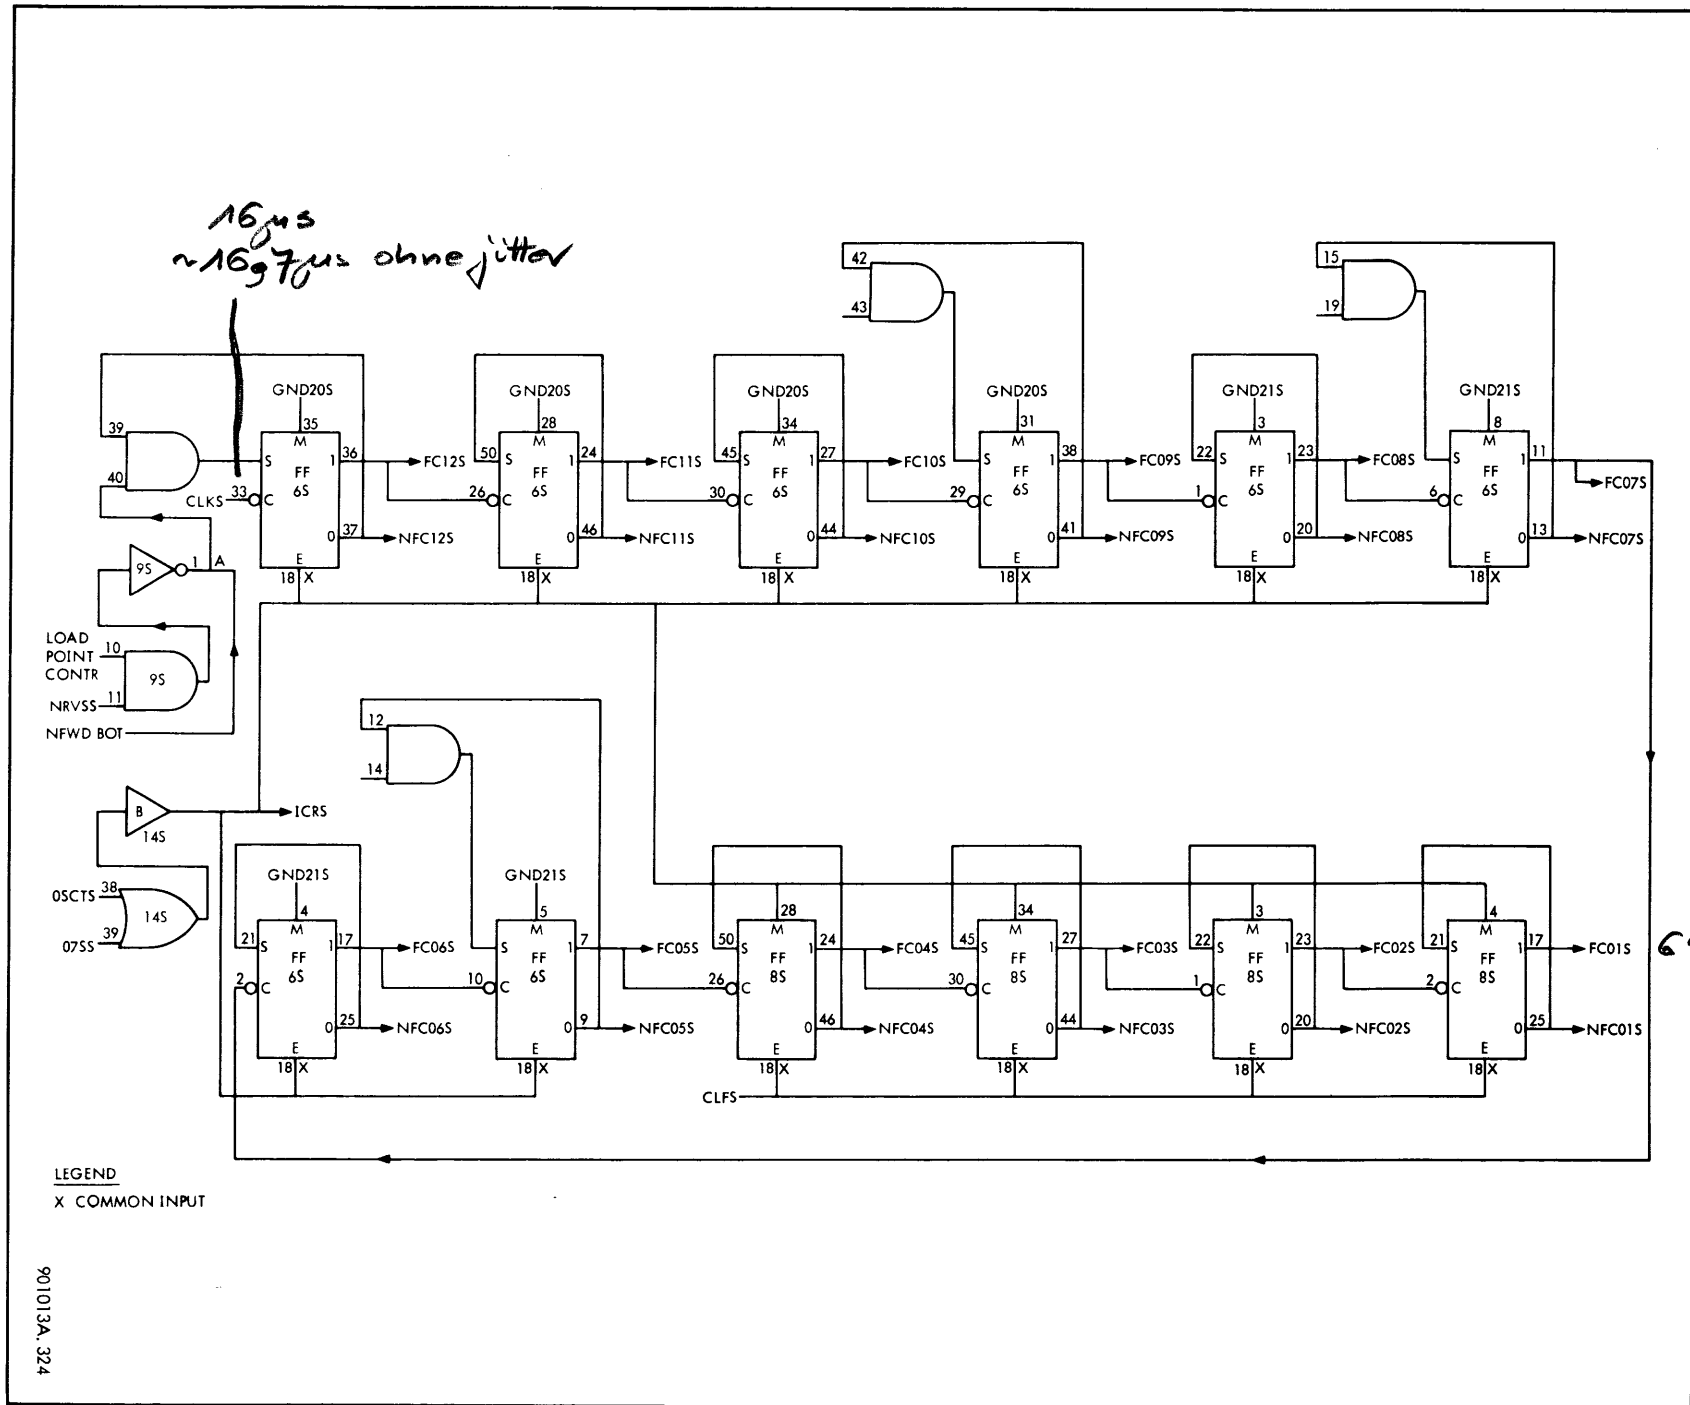 16μs
~16,7μs ohne jitter
42
43
15
19
GND20S
GND20S
GND20S
GND20S
GND21S
GND21S
39
40
35
M
S
FF
6S
1
36
FC12S
CLKS
33
C
0
37
NFC12S
E
18 X
28
M
50
S
FF
6S
1
24
FC11S
26
C
0
46
NFC11S
E
18 X
34
M
45
S
FF
6S
1
27
FC10S
30
C
0
44
NFC10S
E
18 X
31
M
S
FF
6S
1
38
FC09S
29
C
0
41
NFC09S
E
18 X
3
M
22
S
FF
6S
1
23
FC08S
1
C
0
20
NFC08S
E
18 X
8
M
S
FF
6S
1
11
FC07S
6
C
0
13
NFC07S
E
18 X
9S
1
A
LOAD
POINT
CONTR
10
9S
NRVSS
11
NFWD BOT
12
14
B
14S
ICRS
0SCTS
38
07SS
39
14S
GND21S
4
M
21
S
FF
6S
1
17
FC06S
2
C
0
25
NFC06S
E
18 X
GND21S
5
M
S
FF
6S
1
7
FC05S
10
C
0
9
NFC05S
E
18 X
28
M
50
S
FF
8S
1
24
FC04S
26
C
0
46
NFC04S
E
18 X
34
M
45
S
FF
8S
1
27
FC03S
30
C
0
44
NFC03S
E
18 X
3
M
22
S
FF
8S
1
23
FC02S
1
C
0
20
NFC02S
E
18 X
4
M
21
S
FF
8S
1
17
FC01S
2
C
0
25
NFC01S
E
18 X
CLFS
LEGEND
X COMMON INPUT
901013A.324